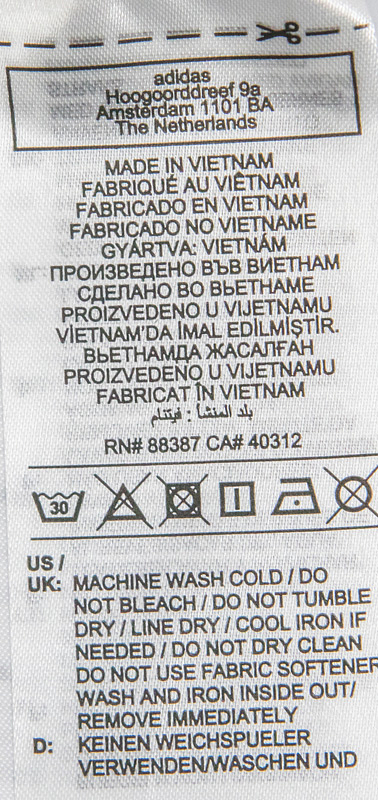 adidas
Hoogoorddreef 9a
Amsterdam 1101 BA
The Netherlands
MADE IN VIETNAM
FABRIQUÉ AU VIÊTNAM
FABRICADO EN VIETNAM
FABRICADO NO VIETNAME
GYÁRTVA: VIETNÁM
ПРОИЗВЕДЕНО ВЪВ ВИЕТНАМ
СДЕЛАНО ВО ВЬЕТНАМЕ
PROIZVEDENO U VIJETNAMU
VİETNAM'DA İMAL EDİLMİŞTİR.
ВЬЕТНАМДА ЖАСАЛҒАН
PROIZVEDENO U VIJETNAMU
FABRICAT ÎN VIETNAM
بلد المنشأ : فيتنام
RN# 88387 CA# 40312
30
US /
UK: MACHINE WASH COLD / DO
NOT BLEACH / DO NOT TUMBLE
DRY / LINE DRY / COOL IRON IF
NEEDED / DO NOT DRY CLEAN
DO NOT USE FABRIC SOFTENER
WASH AND IRON INSIDE OUT/
REMOVE IMMEDIATELY
D: KEINEN WEICHSPUELER
VERWENDEN/WASCHEN UND